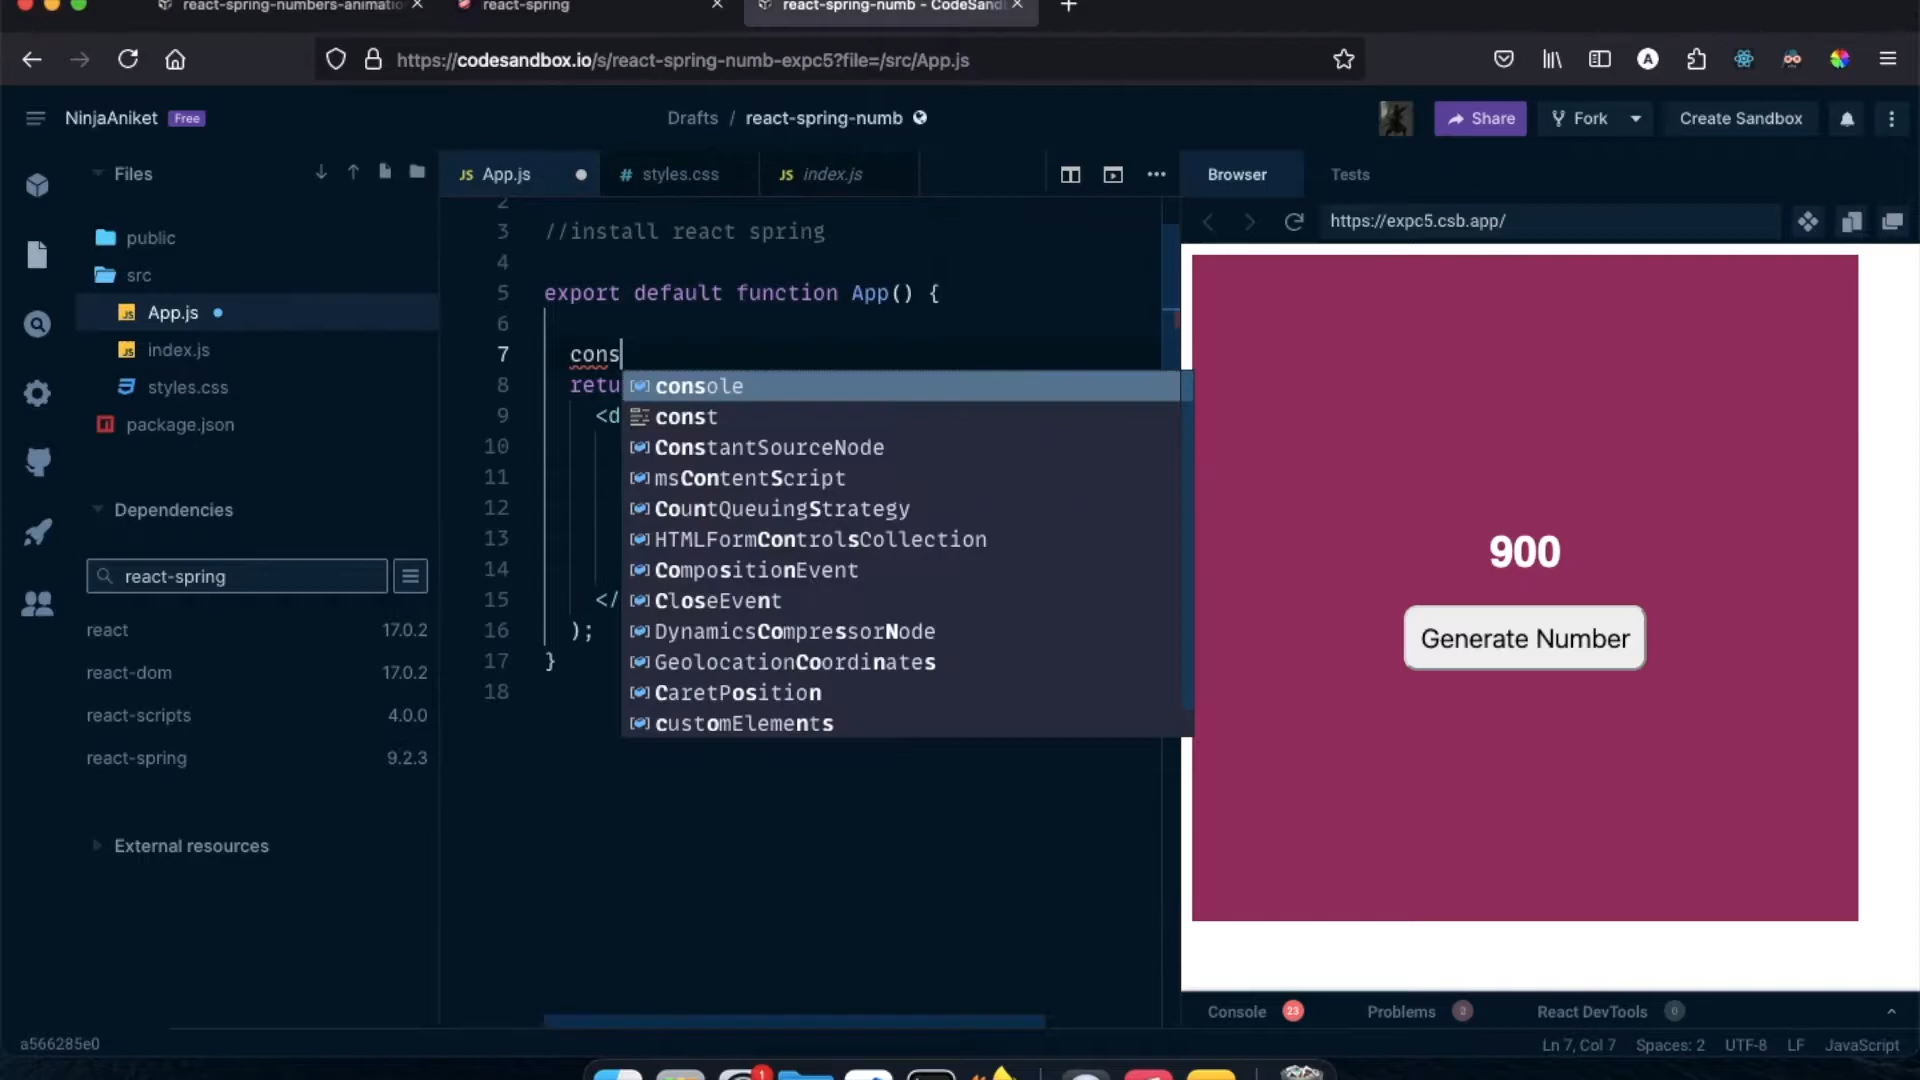 react-spring-numbers-animatio
react-spring
react-spring-numb - CodeSand
https://codesandbox.io/s/react-spring-numb-expc5?file=/src/App.js
NinjaAniket Free
Drafts / react-spring-numb
Share
Fork
Create Sandbox
Files
public
src
App.js
index.js
styles.css
package.json
Dependencies
react-spring
react 17.0.2
react-dom 17.0.2
react-scripts 4.0.0
react-spring 9.2.3
External resources
a566285e0
JS App.js
# styles.css
JS index.js
2
3 //install react spring
4
5 export default function App() {
6
7 cons
8 retu
9 <d
10
11
12
13
14
15 </
16 );
17 }
18
console
const
ConstantSourceNode
msContentScript
CountQueuingStrategy
HTMLFormControlsCollection
CompositionEvent
CloseEvent
DynamicsCompressorNode
GeolocationCoordinates
CaretPosition
customElements
Browser
Tests
https://expc5.csb.app/
900
Generate Number
Console 23
Problems 3
React DevTools 0
Ln 7, Col 7 Spaces: 2 UTF-8 LF JavaScript
1